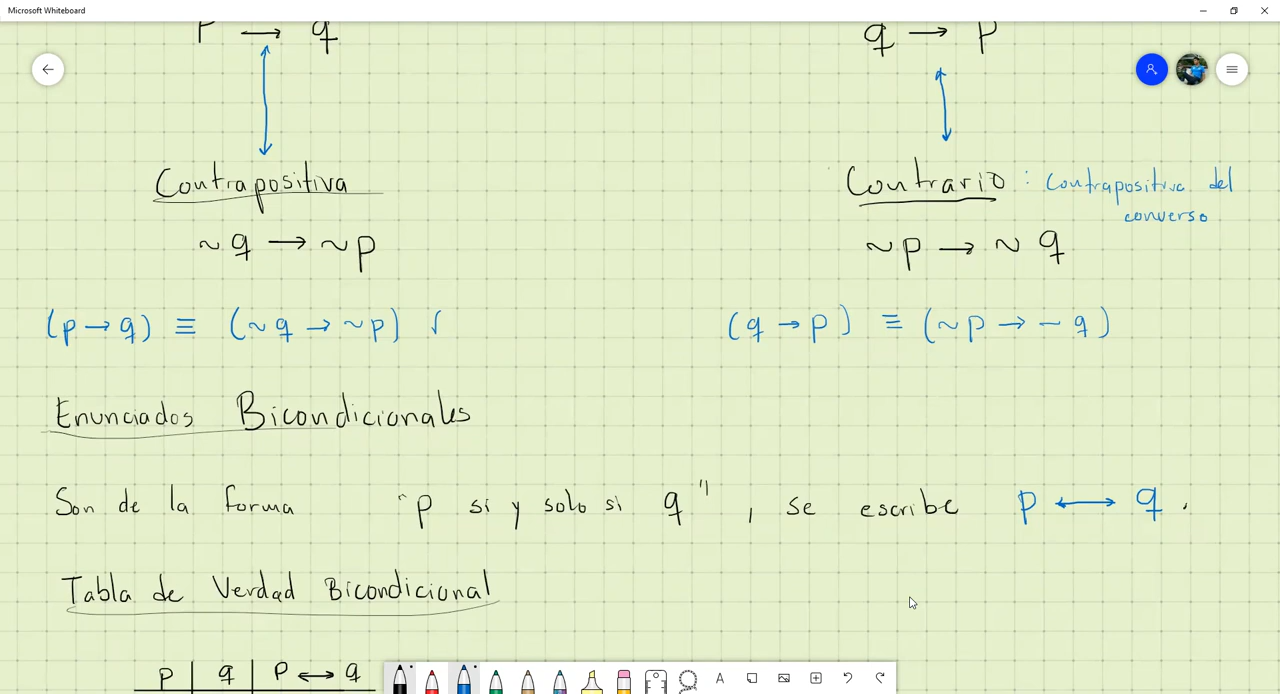 Microsoft Whiteboard
p → q
q → p
Contrapositiva
Contrario : Contrapositiva del
converso
~q → ~p
~p → ~q
(p → q) ≡ (~q → ~p) √
(q → p) ≡ (~p → ~q)
Enunciados Bicondicionales
Son de la forma "p si y solo si q", se escribe p ↔ q.
Tabla de Verdad Bicondicional
p | q | p ↔ q